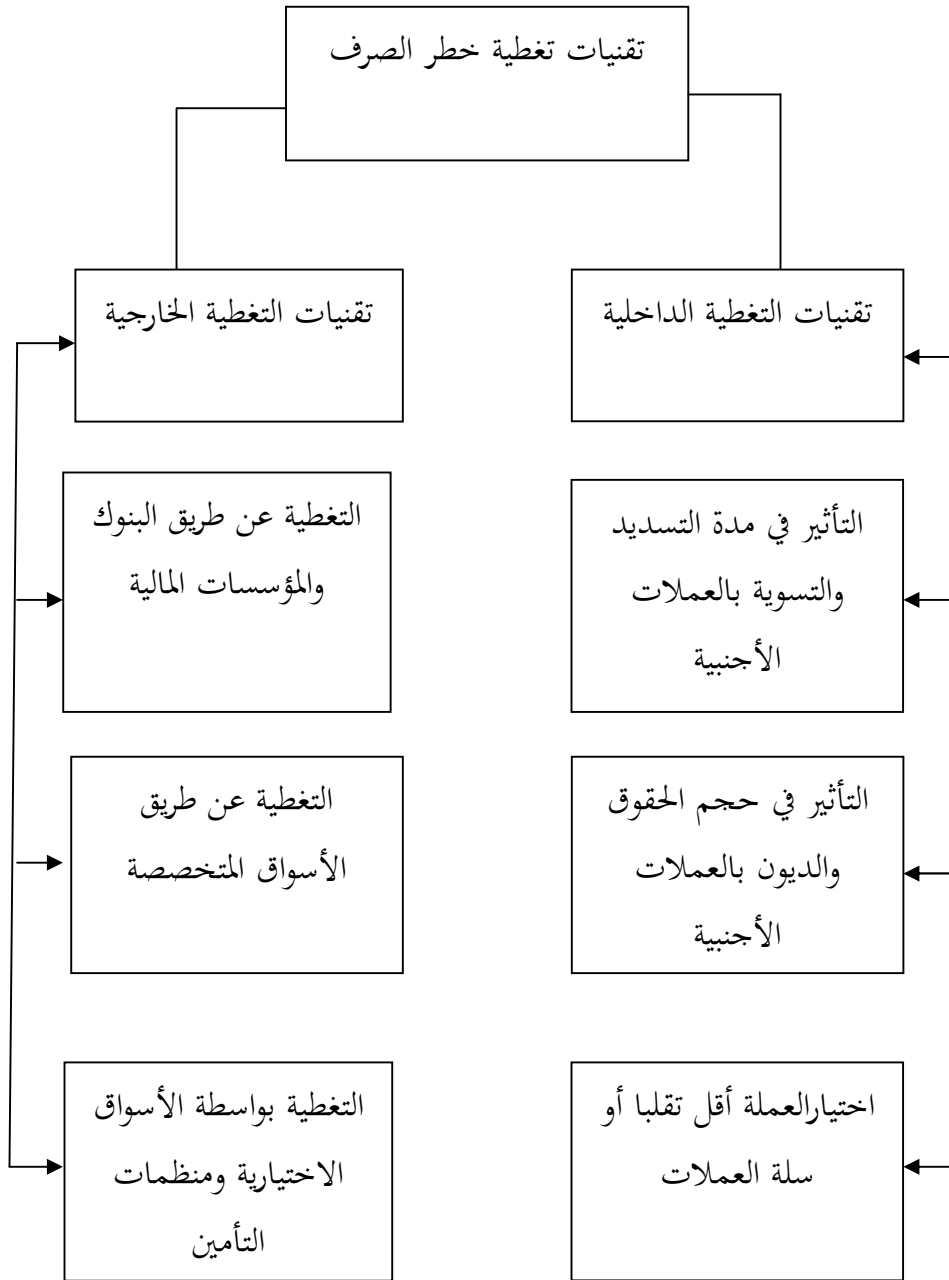 تقنيات تغطية خطر الصرف
تقنيات التغطية الداخلية
تقنيات التغطية الخارجية
التأثير في مدة التسديد
والتسوية بالعملات
الأجنبية
التغطية عن طريق البنوك
والمؤسسات المالية
التأثير في حجم الحقوق
والديون بالعملات
الأجنبية
التغطية عن طريق
الأسواق المتخصصة
اختيارالعملة أقل تقلبا أو
سلة العملات
التغطية بواسطة الأسواق
الاختيارية ومنظمات
التأمين